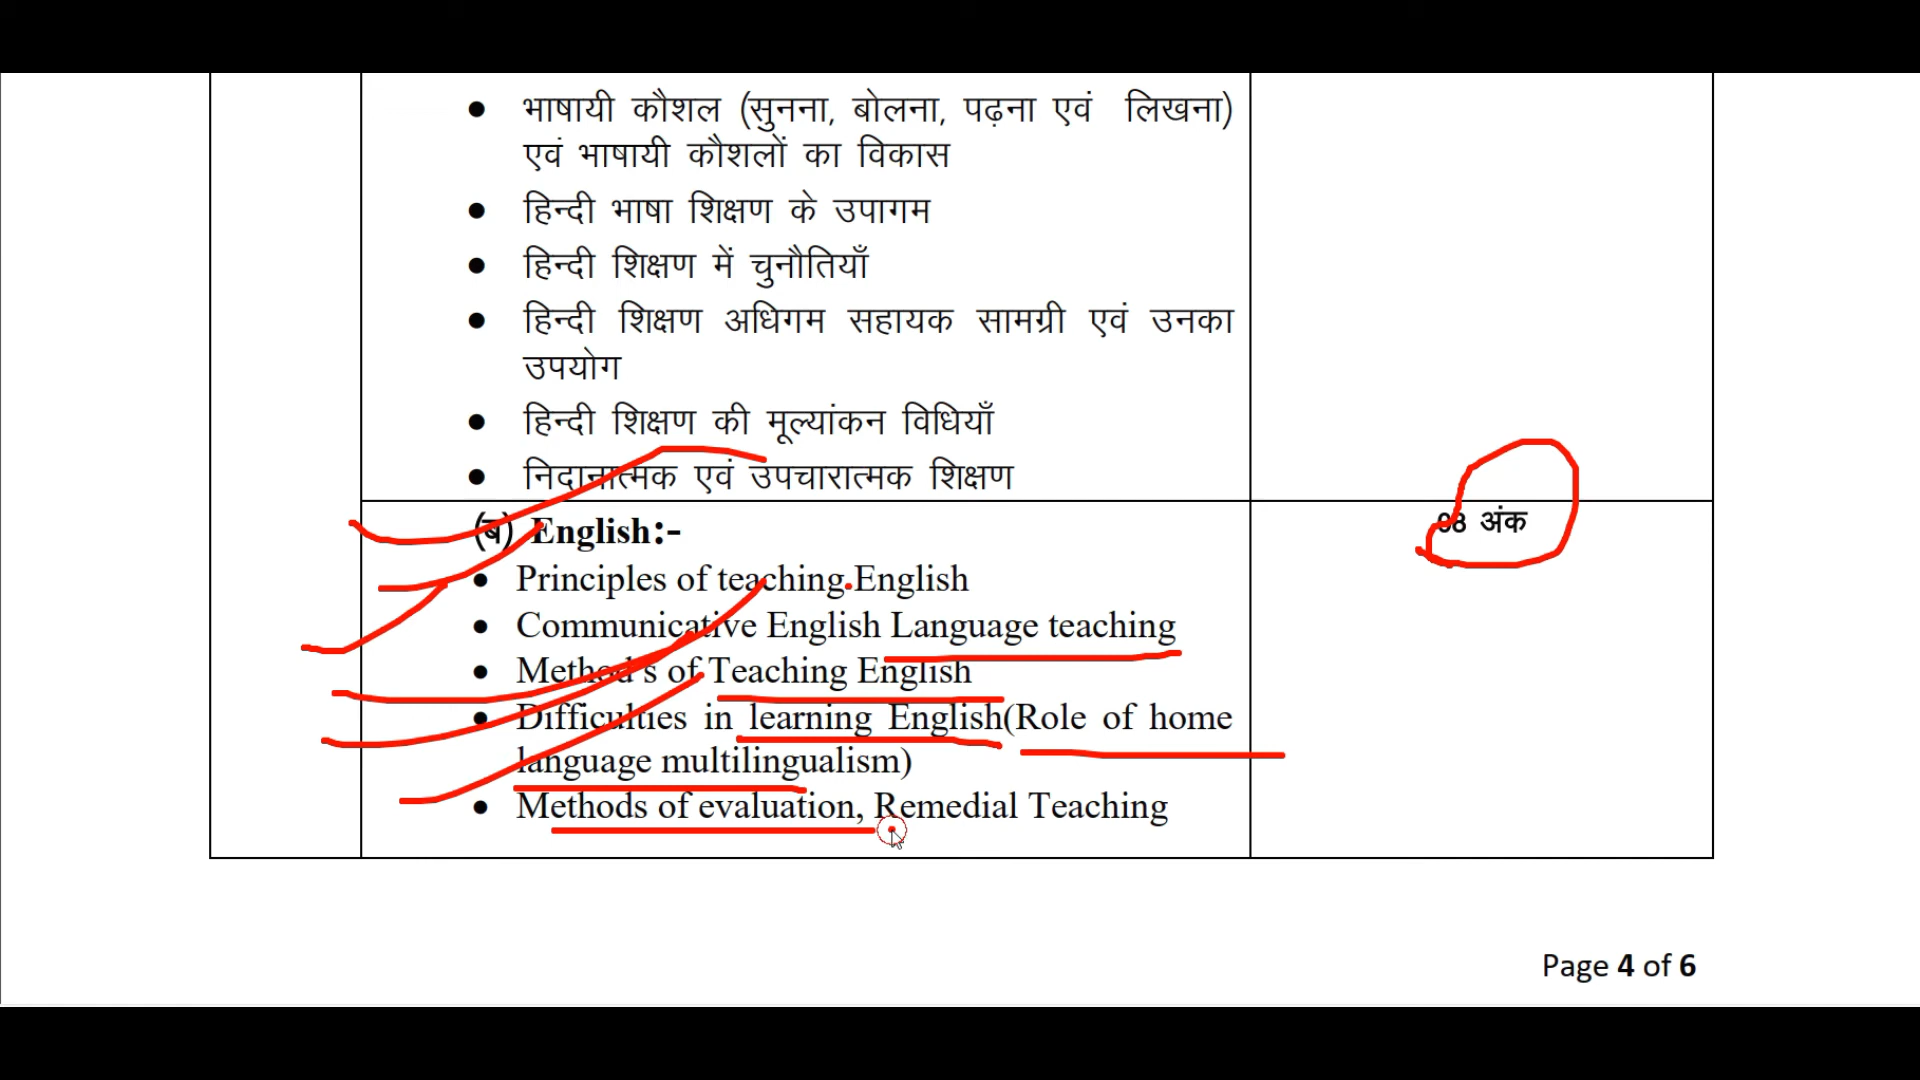 ● भाषायी कौशल (सुनना, बोलना, पढ़ना एवं लिखना)
एवं भाषायी कौशलों का विकास
● हिन्दी भाषा शिक्षण के उपागम
● हिन्दी शिक्षण में चुनौतियाँ
● हिन्दी शिक्षण अधिगम सहायक सामग्री एवं उनका
उपयोग
● हिन्दी शिक्षण की मूल्यांकन विधियाँ
● निदानात्मक एवं उपचारात्मक शिक्षण
(ब) English:- 08 अंक
● Principles of teaching English
● Communicative English Language teaching
● Method's of Teaching English
● Difficulties in learning English(Role of home
language multilingualism)
● Methods of evaluation, Remedial Teaching
Page 4 of 6